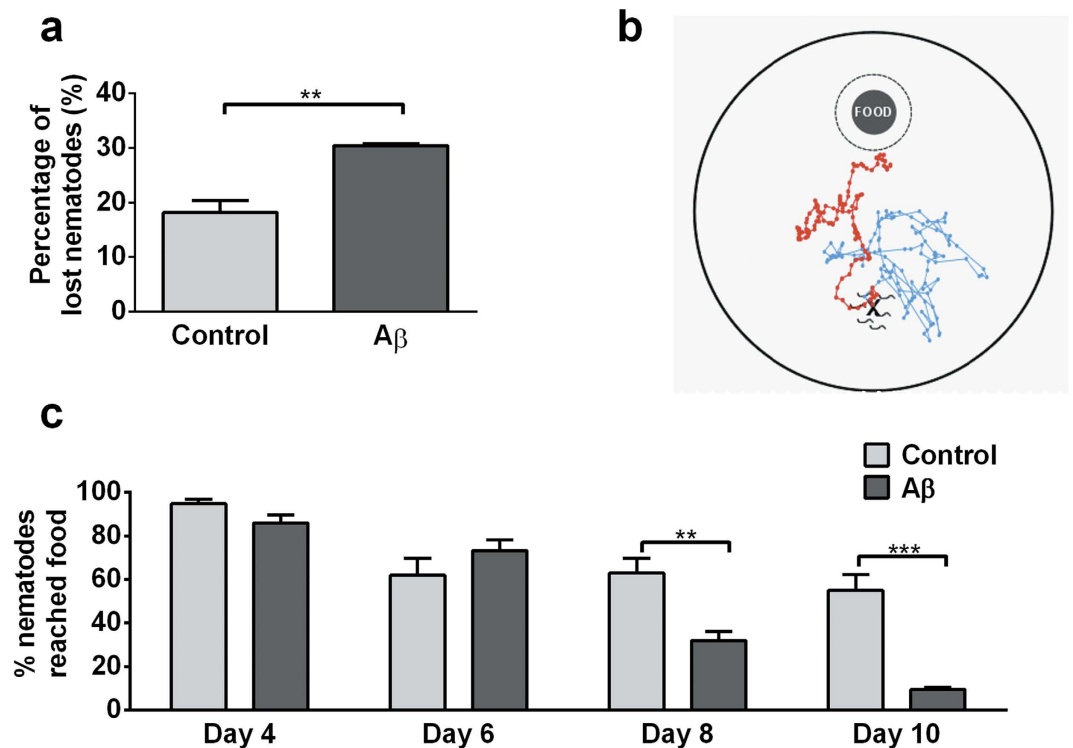 a
Percentage of
lost nematodes (%)
40
30
20
10
0
**
Control
Aβ
b
FOOD
X
c
Control
Aβ
% nematodes
reached food
100
80
60
40
20
0
**
***
Day 4
Day 6
Day 8
Day 10